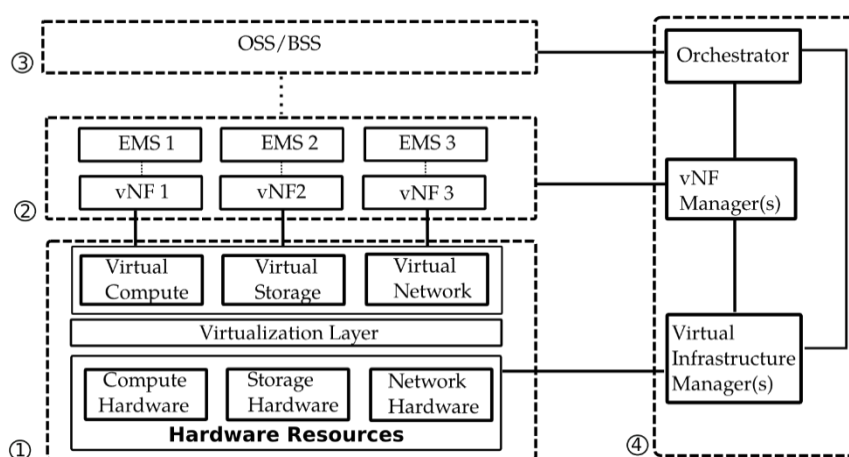 OSS/BSS
③
EMS 1
EMS 2
EMS 3
vNF 1
vNF2
vNF 3
②
Virtual
Compute
Virtual
Storage
Virtual
Network
Virtualization Layer
Compute
Hardware
Storage
Hardware
Network
Hardware
Hardware Resources
①
Orchestrator
vNF
Manager(s)
Virtual
Infrastructure
Manager(s)
④